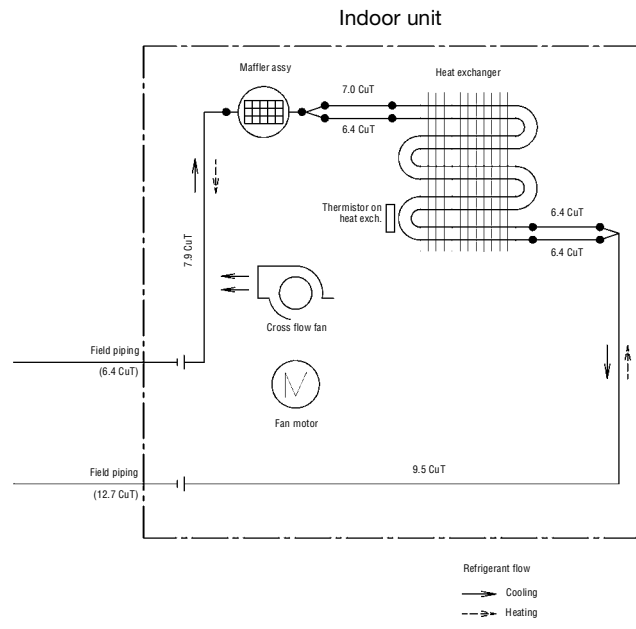 Indoor unit
Maffler assy
7.0 CuT
6.4 CuT
Heat exchanger
Thermistor on
heat exch.
6.4 CuT
6.4 CuT
7.9 CuT
Cross flow fan
Field piping
(6.4 CuT)
M
Fan motor
Field piping
(12.7 CuT)
9.5 CuT
Refrigerant flow
Cooling
Heating